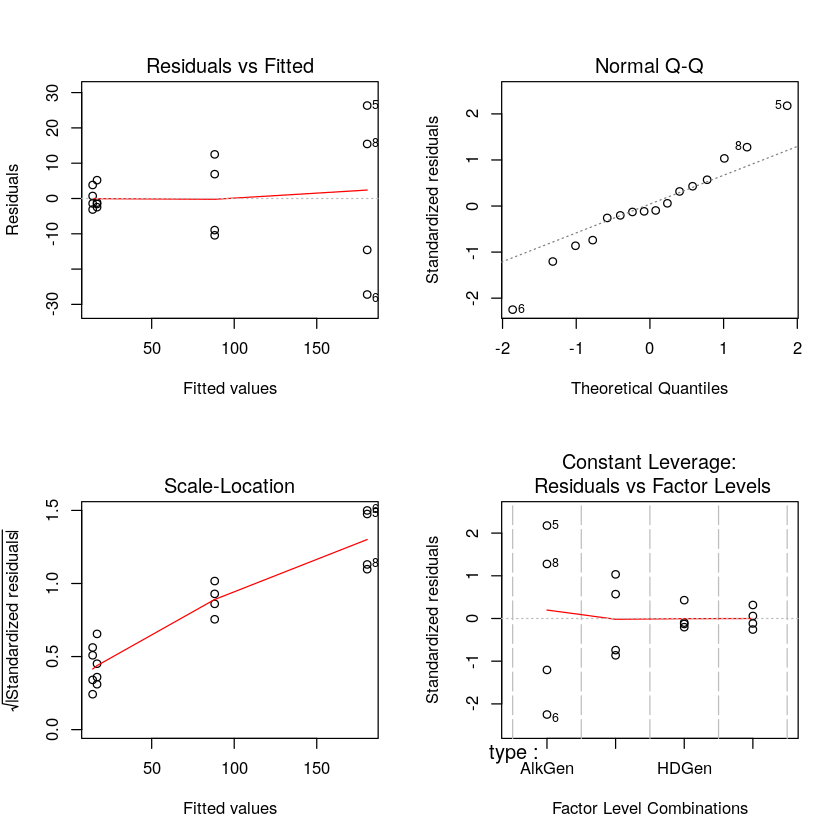 Residuals vs Fitted
Residuals
30
20
10
0
-30
5
8
6
50
100
150
Fitted values
Normal Q-Q
Standardized residuals
2
1
0
-1
-2
5
8
6
-2
-1
0
1
2
Theoretical Quantiles
Scale-Location
√|Standardized residuals|
1.5
1.0
0.5
0.0
6
5
8
50
100
150
Fitted values
Constant Leverage:
Residuals vs Factor Levels
Standardized residuals
2
1
0
-1
-2
5
8
6
type :
AlkGen
HDGen
Factor Level Combinations